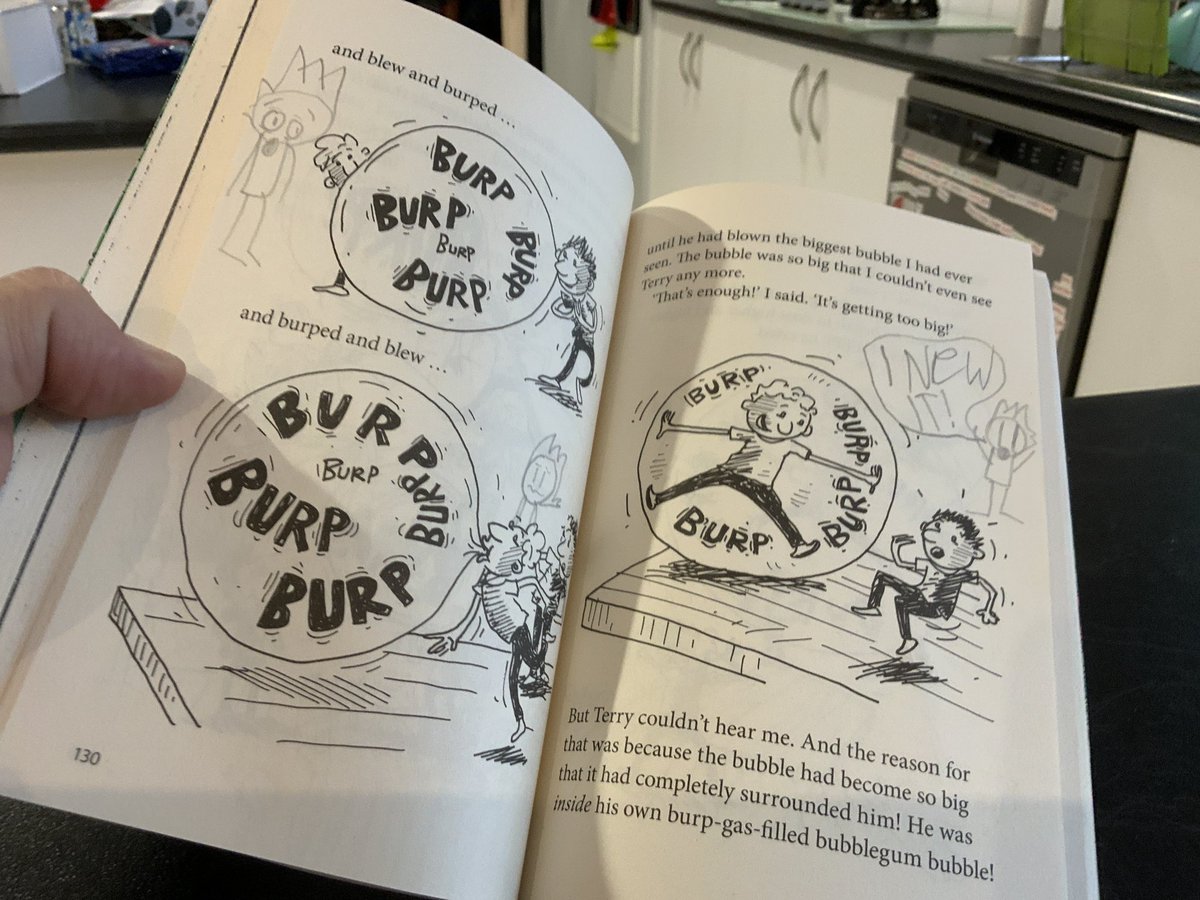 and blew and burped ...
BURP
BURP
BURP
BURP
BURP
and burped and blew ...
BURP
BURP
BURP
BURP
BURP
130
until he had blown the biggest bubble I had ever
seen. The bubble was so big that I couldn't even see
Terry any more.
'That's enough!' I said. 'It's getting too big!'
I NEW
IT!
BURP
BURP
BURP
BURP
But Terry couldn't hear me. And the reason for
that was because the bubble had become so big
that it had completely surrounded him! He was
inside his own burp-gas-filled bubblegum bubble!